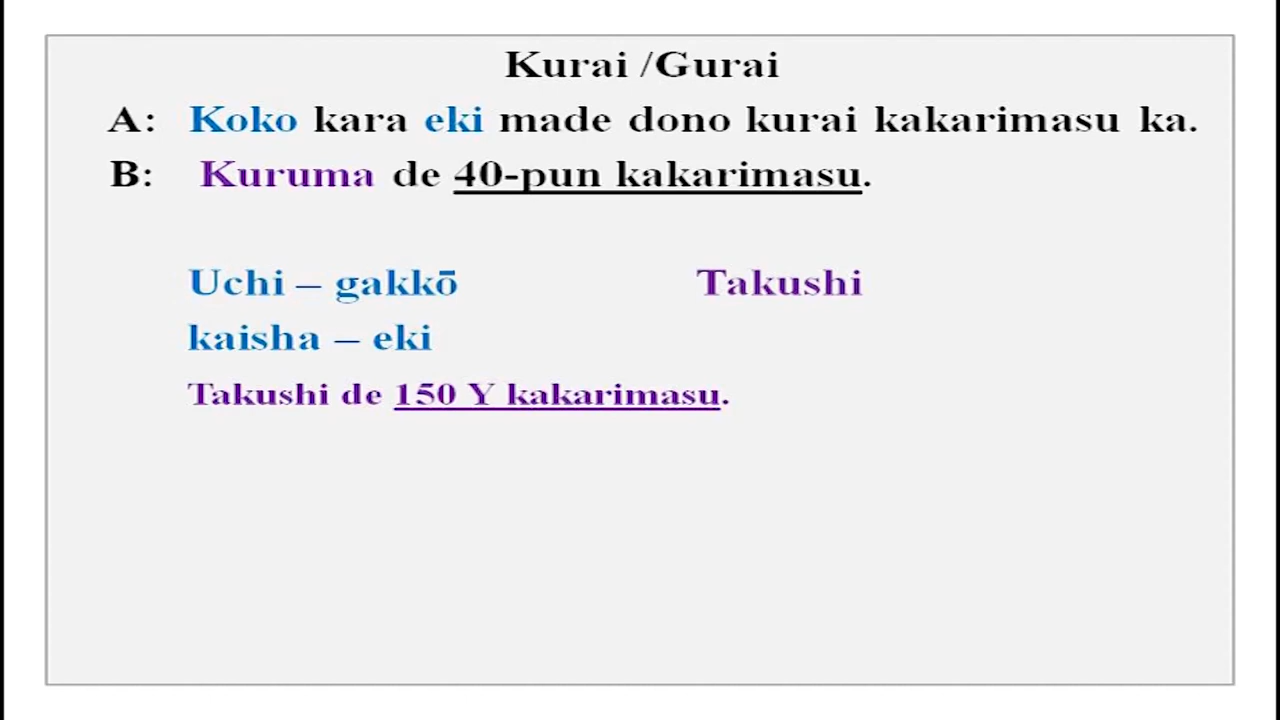 Kurai /Gurai
A: Koko kara eki made dono kurai kakarimasu ka.
B: Kuruma de 40-pun kakarimasu.
Uchi – gakkō Takushi
kaisha – eki
Takushi de 150 Y kakarimasu.